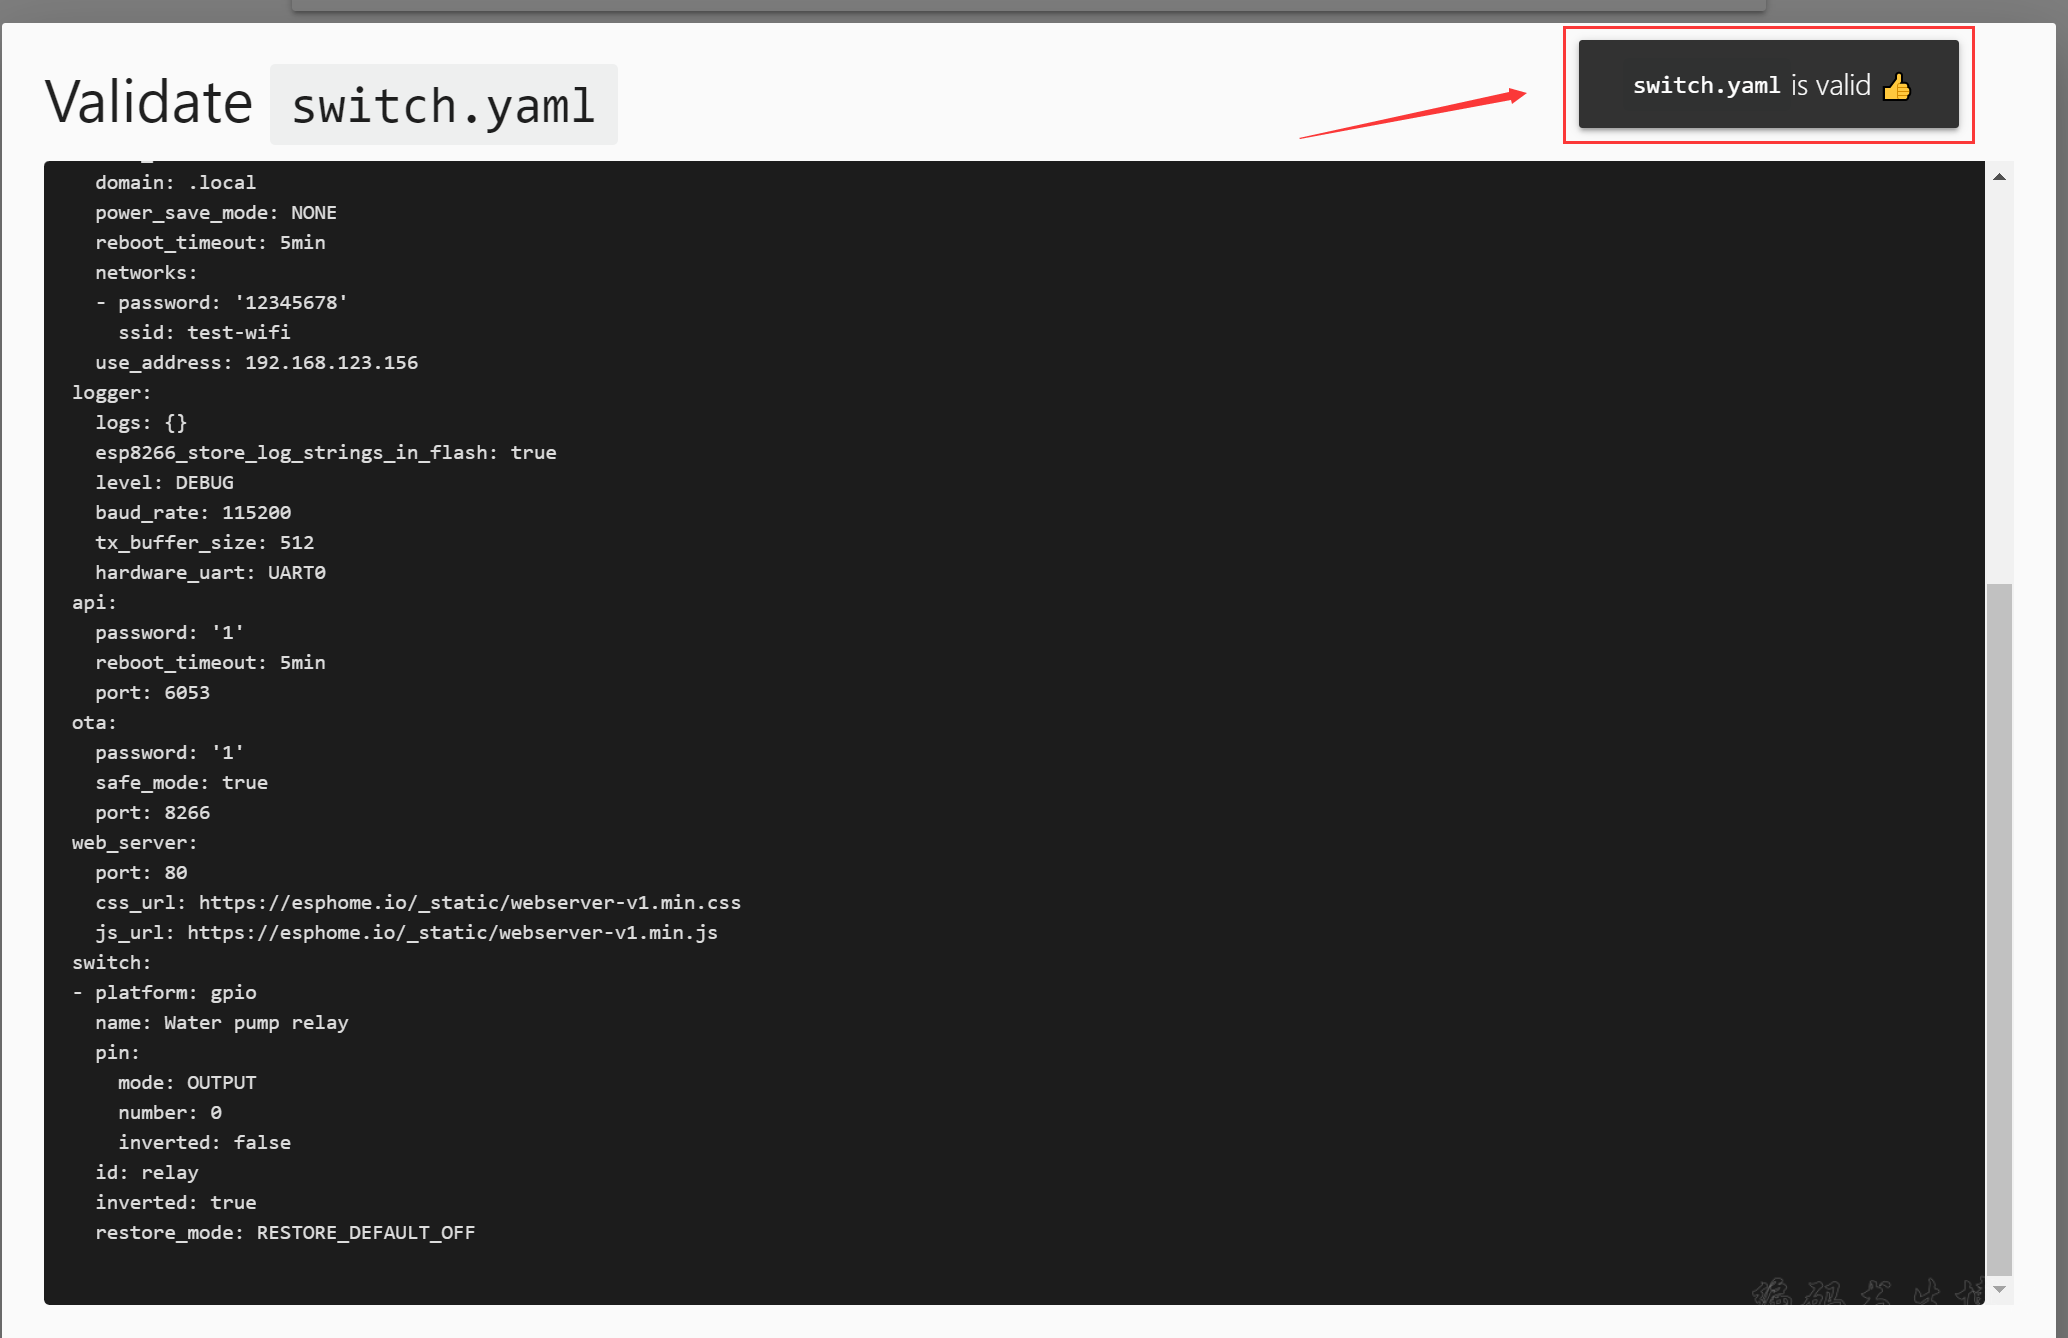 Validate switch.yaml
switch.yaml is valid 👍
domain: .local
power_save_mode: NONE
reboot_timeout: 5min
networks:
- password: '12345678'
ssid: test-wifi
use_address: 192.168.123.156
logger:
logs: {}
esp8266_store_log_strings_in_flash: true
level: DEBUG
baud_rate: 115200
tx_buffer_size: 512
hardware_uart: UART0
api:
password: '1'
reboot_timeout: 5min
port: 6053
ota:
password: '1'
safe_mode: true
port: 8266
web_server:
port: 80
css_url: https://esphome.io/_static/webserver-v1.min.css
js_url: https://esphome.io/_static/webserver-v1.min.js
switch:
- platform: gpio
name: Water pump relay
pin:
mode: OUTPUT
number: 0
inverted: false
id: relay
inverted: true
restore_mode: RESTORE_DEFAULT_OFF